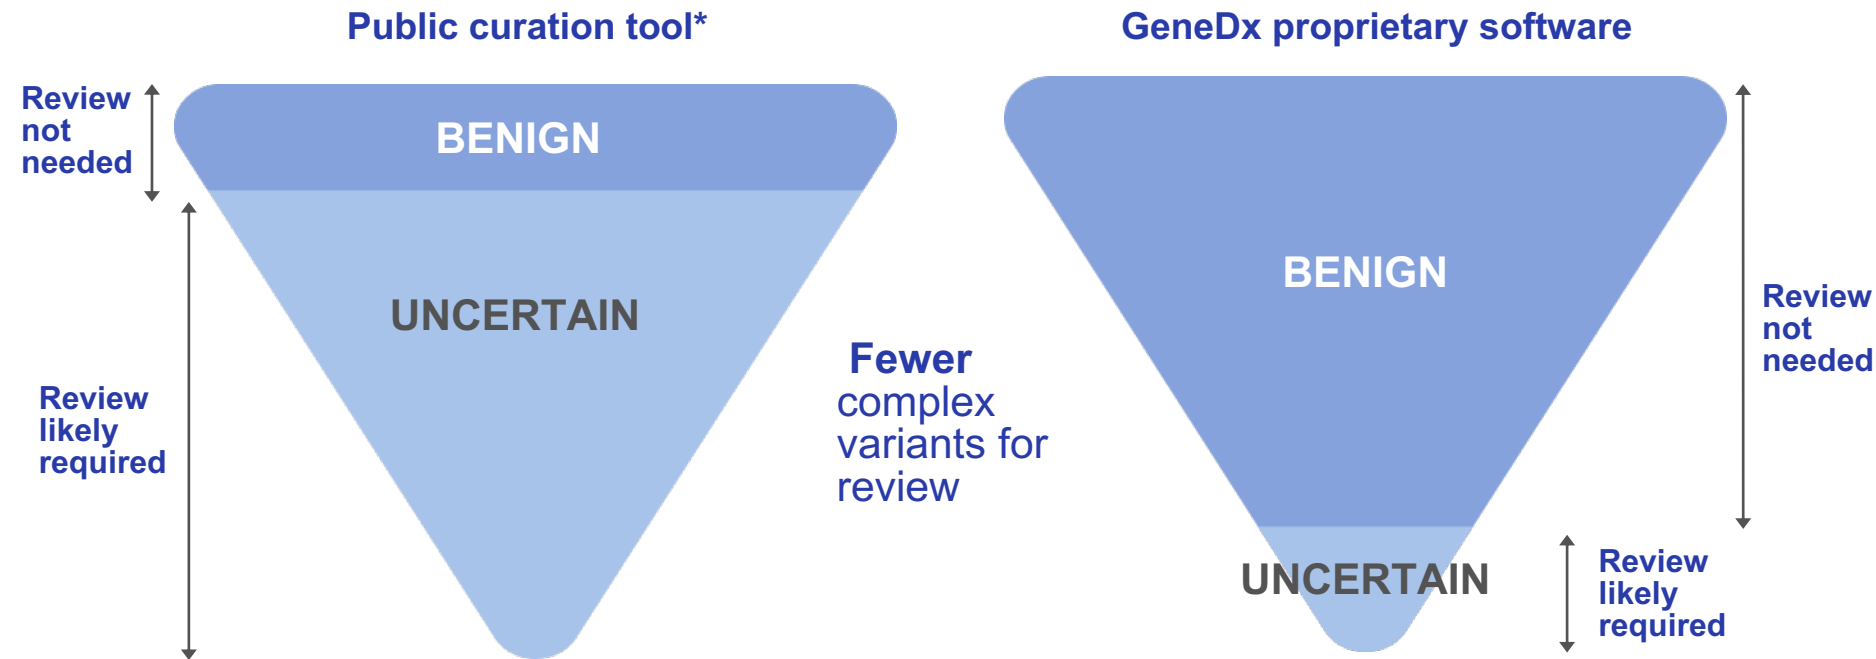 Public curation tool*
GeneDx proprietary software
Review
not
needed
BENIGN
UNCERTAIN
Review
likely
required
Fewer
complex
variants for
review
BENIGN
Review
not
needed
UNCERTAIN
Review
likely
required